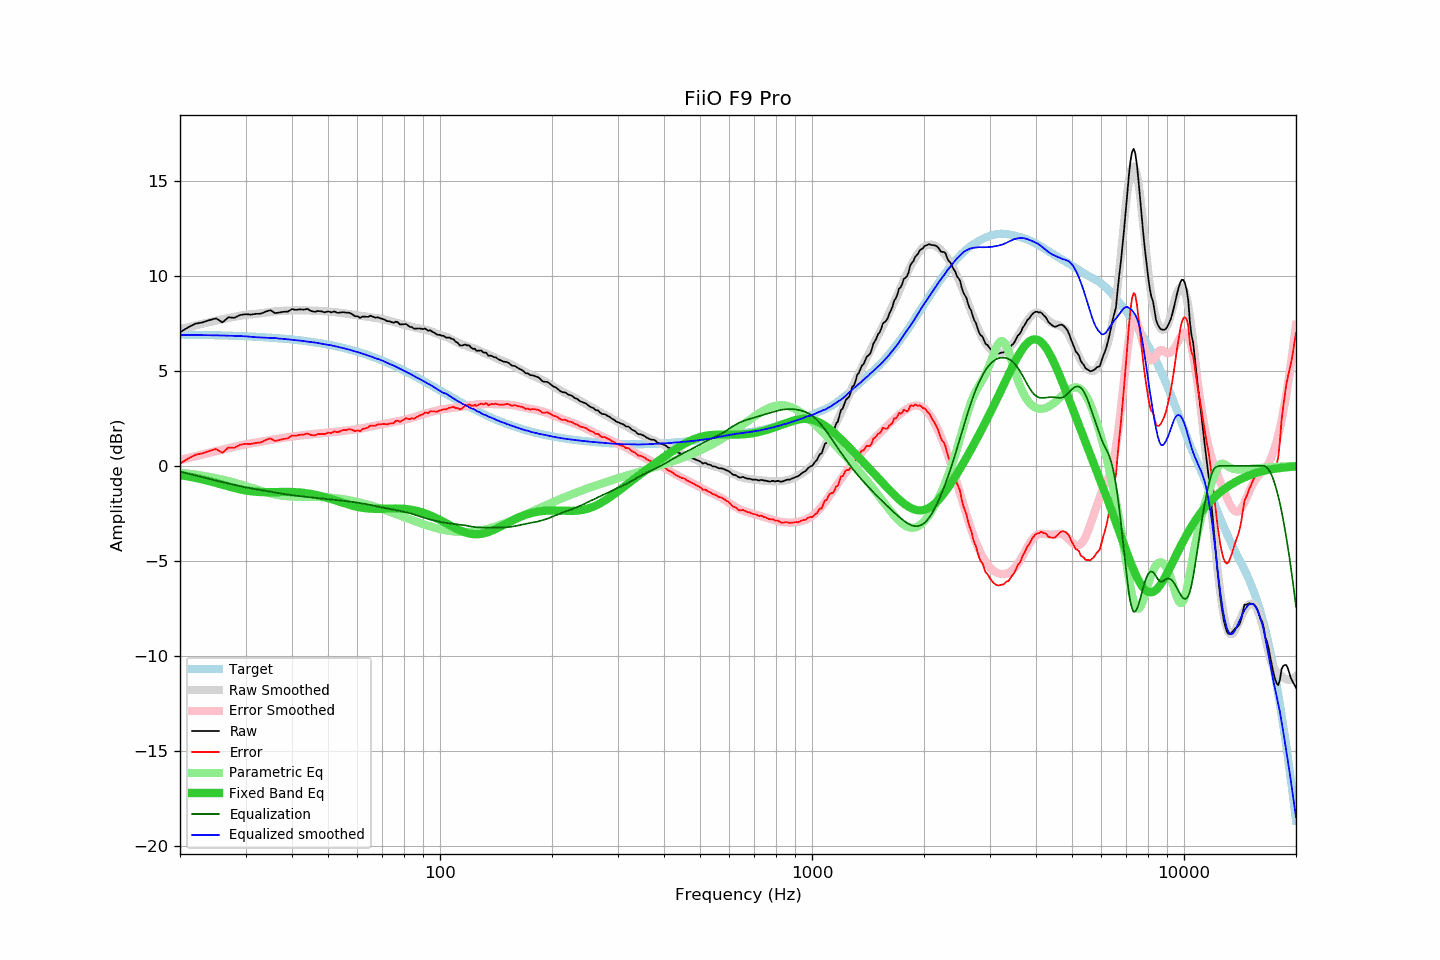 FiiO F9 Pro
Amplitude (dBr)
15
10
5
0
−5
−10
−15
−20
Target
Raw Smoothed
Error Smoothed
Raw
Error
Parametric Eq
Fixed Band Eq
Equalization
Equalized smoothed
100
1000
10000
Frequency (Hz)